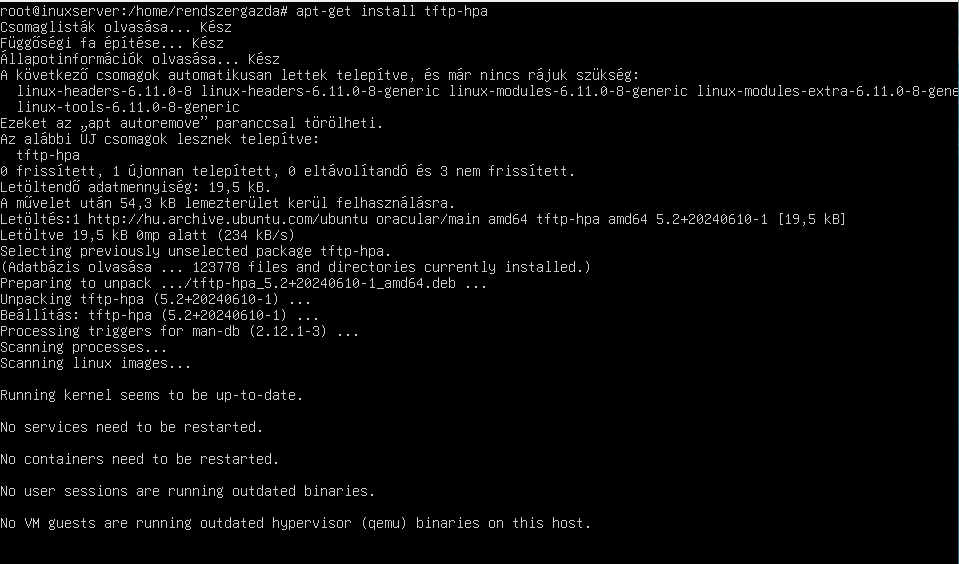 root@inuxserver:/home/rendszergazda# apt-get install tftp-hpa
Csomaglisták olvasása... Kész
Függőségi fa építése... Kész
Állapotinformációk olvasása... Kész
A következő csomagok automatikusan lettek telepítve, és már nincs rájuk szükség:
  linux-headers-6.11.0-8 linux-headers-6.11.0-8-generic linux-modules-6.11.0-8-generic linux-modules-extra-6.11.0-8-gene
  linux-tools-6.11.0-8-generic
Ezeket az „apt autoremove” paranccsal törölheti.
Az alábbi ÚJ csomagok lesznek telepítve:
  tftp-hpa
0 frissített, 1 újonnan telepített, 0 eltávolítandó és 3 nem frissített.
Letöltendő adatmennyiség: 19,5 kB.
A művelet után 54,3 kB lemezterület kerül felhasználásra.
Letöltés:1 http://hu.archive.ubuntu.com/ubuntu oracular/main amd64 tftp-hpa amd64 5.2+20240610-1 [19,5 kB]
Letöltve 19,5 kB 0mp alatt (234 kB/s)
Selecting previously unselected package tftp-hpa.
(Adatbázis olvasása ... 123778 files and directories currently installed.)
Preparing to unpack .../tftp-hpa_5.2+20240610-1_amd64.deb ...
Unpacking tftp-hpa (5.2+20240610-1) ...
Beállítás: tftp-hpa (5.2+20240610-1) ...
Processing triggers for man-db (2.12.1-3) ...
Scanning processes...
Scanning linux images...
Running kernel seems to be up-to-date.
No services need to be restarted.
No containers need to be restarted.
No user sessions are running outdated binaries.
No VM guests are running outdated hypervisor (qemu) binaries on this host.